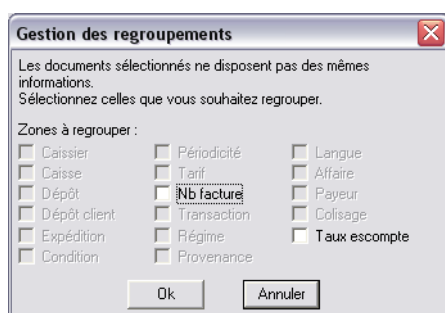 Gestion des regroupements
Les documents sélectionnés ne disposent pas des mêmes
informations.
Sélectionnez celles que vous souhaitez regrouper.
Zones à regrouper :
Caissier Périodicité Langue
Caisse Tarif Affaire
Dépôt Nb facture Payeur
Dépôt client Transaction Colisage
Expédition Régime Taux escompte
Condition Provenance
Ok Annuler